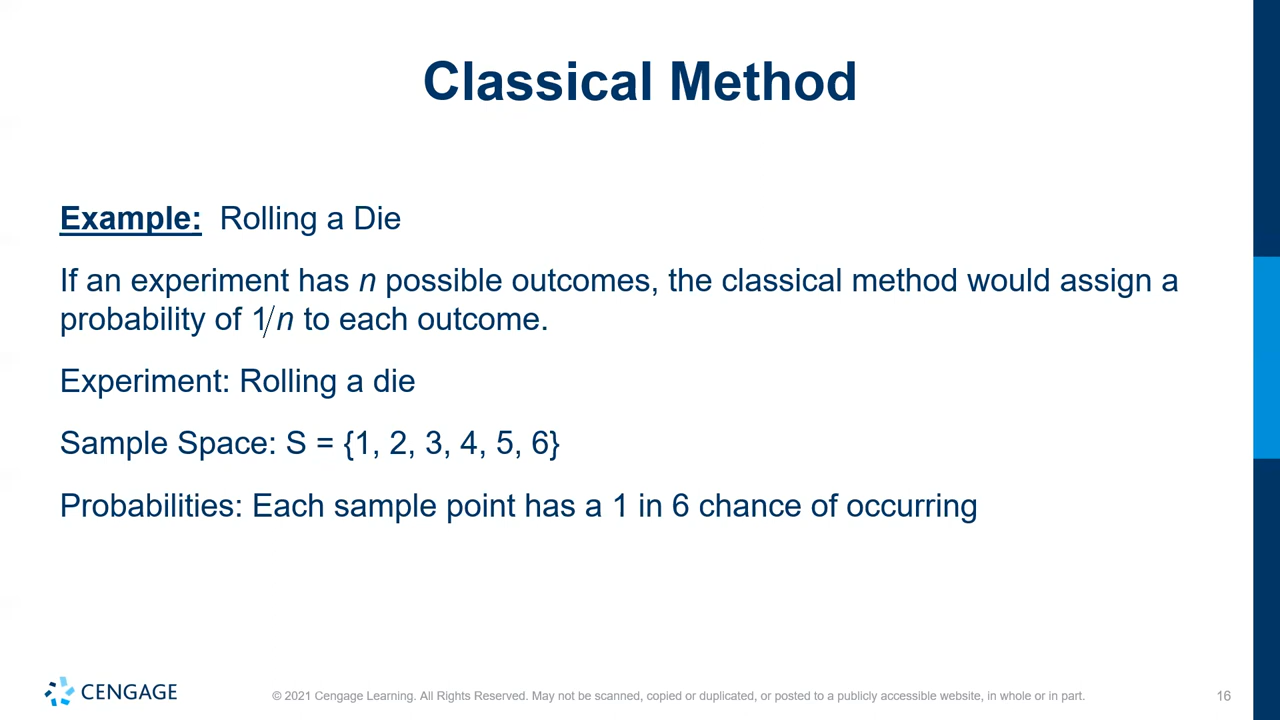 Classical Method
Example: Rolling a Die
If an experiment has n possible outcomes, the classical method would assign a
probability of 1/n to each outcome.
Experiment: Rolling a die
Sample Space: S = {1, 2, 3, 4, 5, 6}
Probabilities: Each sample point has a 1 in 6 chance of occurring
CENGAGE
© 2021 Cengage Learning. All Rights Reserved. May not be scanned, copied or duplicated, or posted to a publicly accessible website, in whole or in part.
16